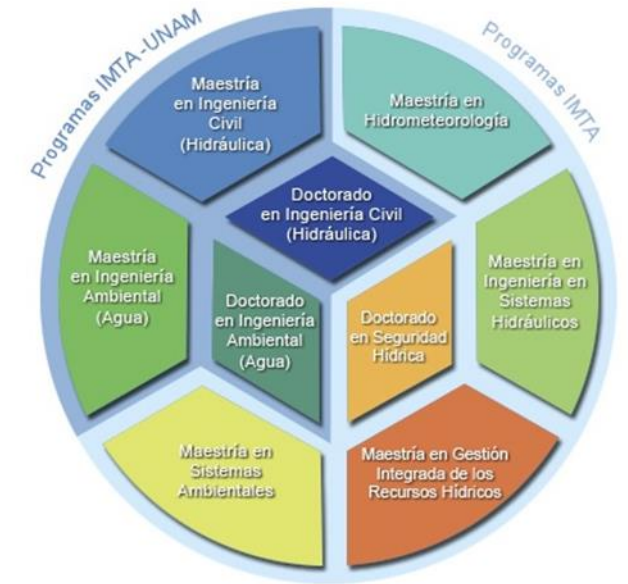 Programas IMTA-UNAM
Programas IMTA
Maestría
en Ingeniería
Civil
(Hidráulica)
Maestría en
Hidrometeorología
Doctorado
en Ingeniería Civil
(Hidráulica)
Maestría
en Ingeniería
Ambiental
(Agua)
Doctorado
en Ingeniería
Ambiental
(Agua)
Doctorado
en Seguridad
Hídrica
Maestría en
Ingeniería en
Sistemas
Hidráulicos
Maestría en
Sistemas
Ambientales
Maestría en Gestión
Integrada de los
Recursos Hídricos